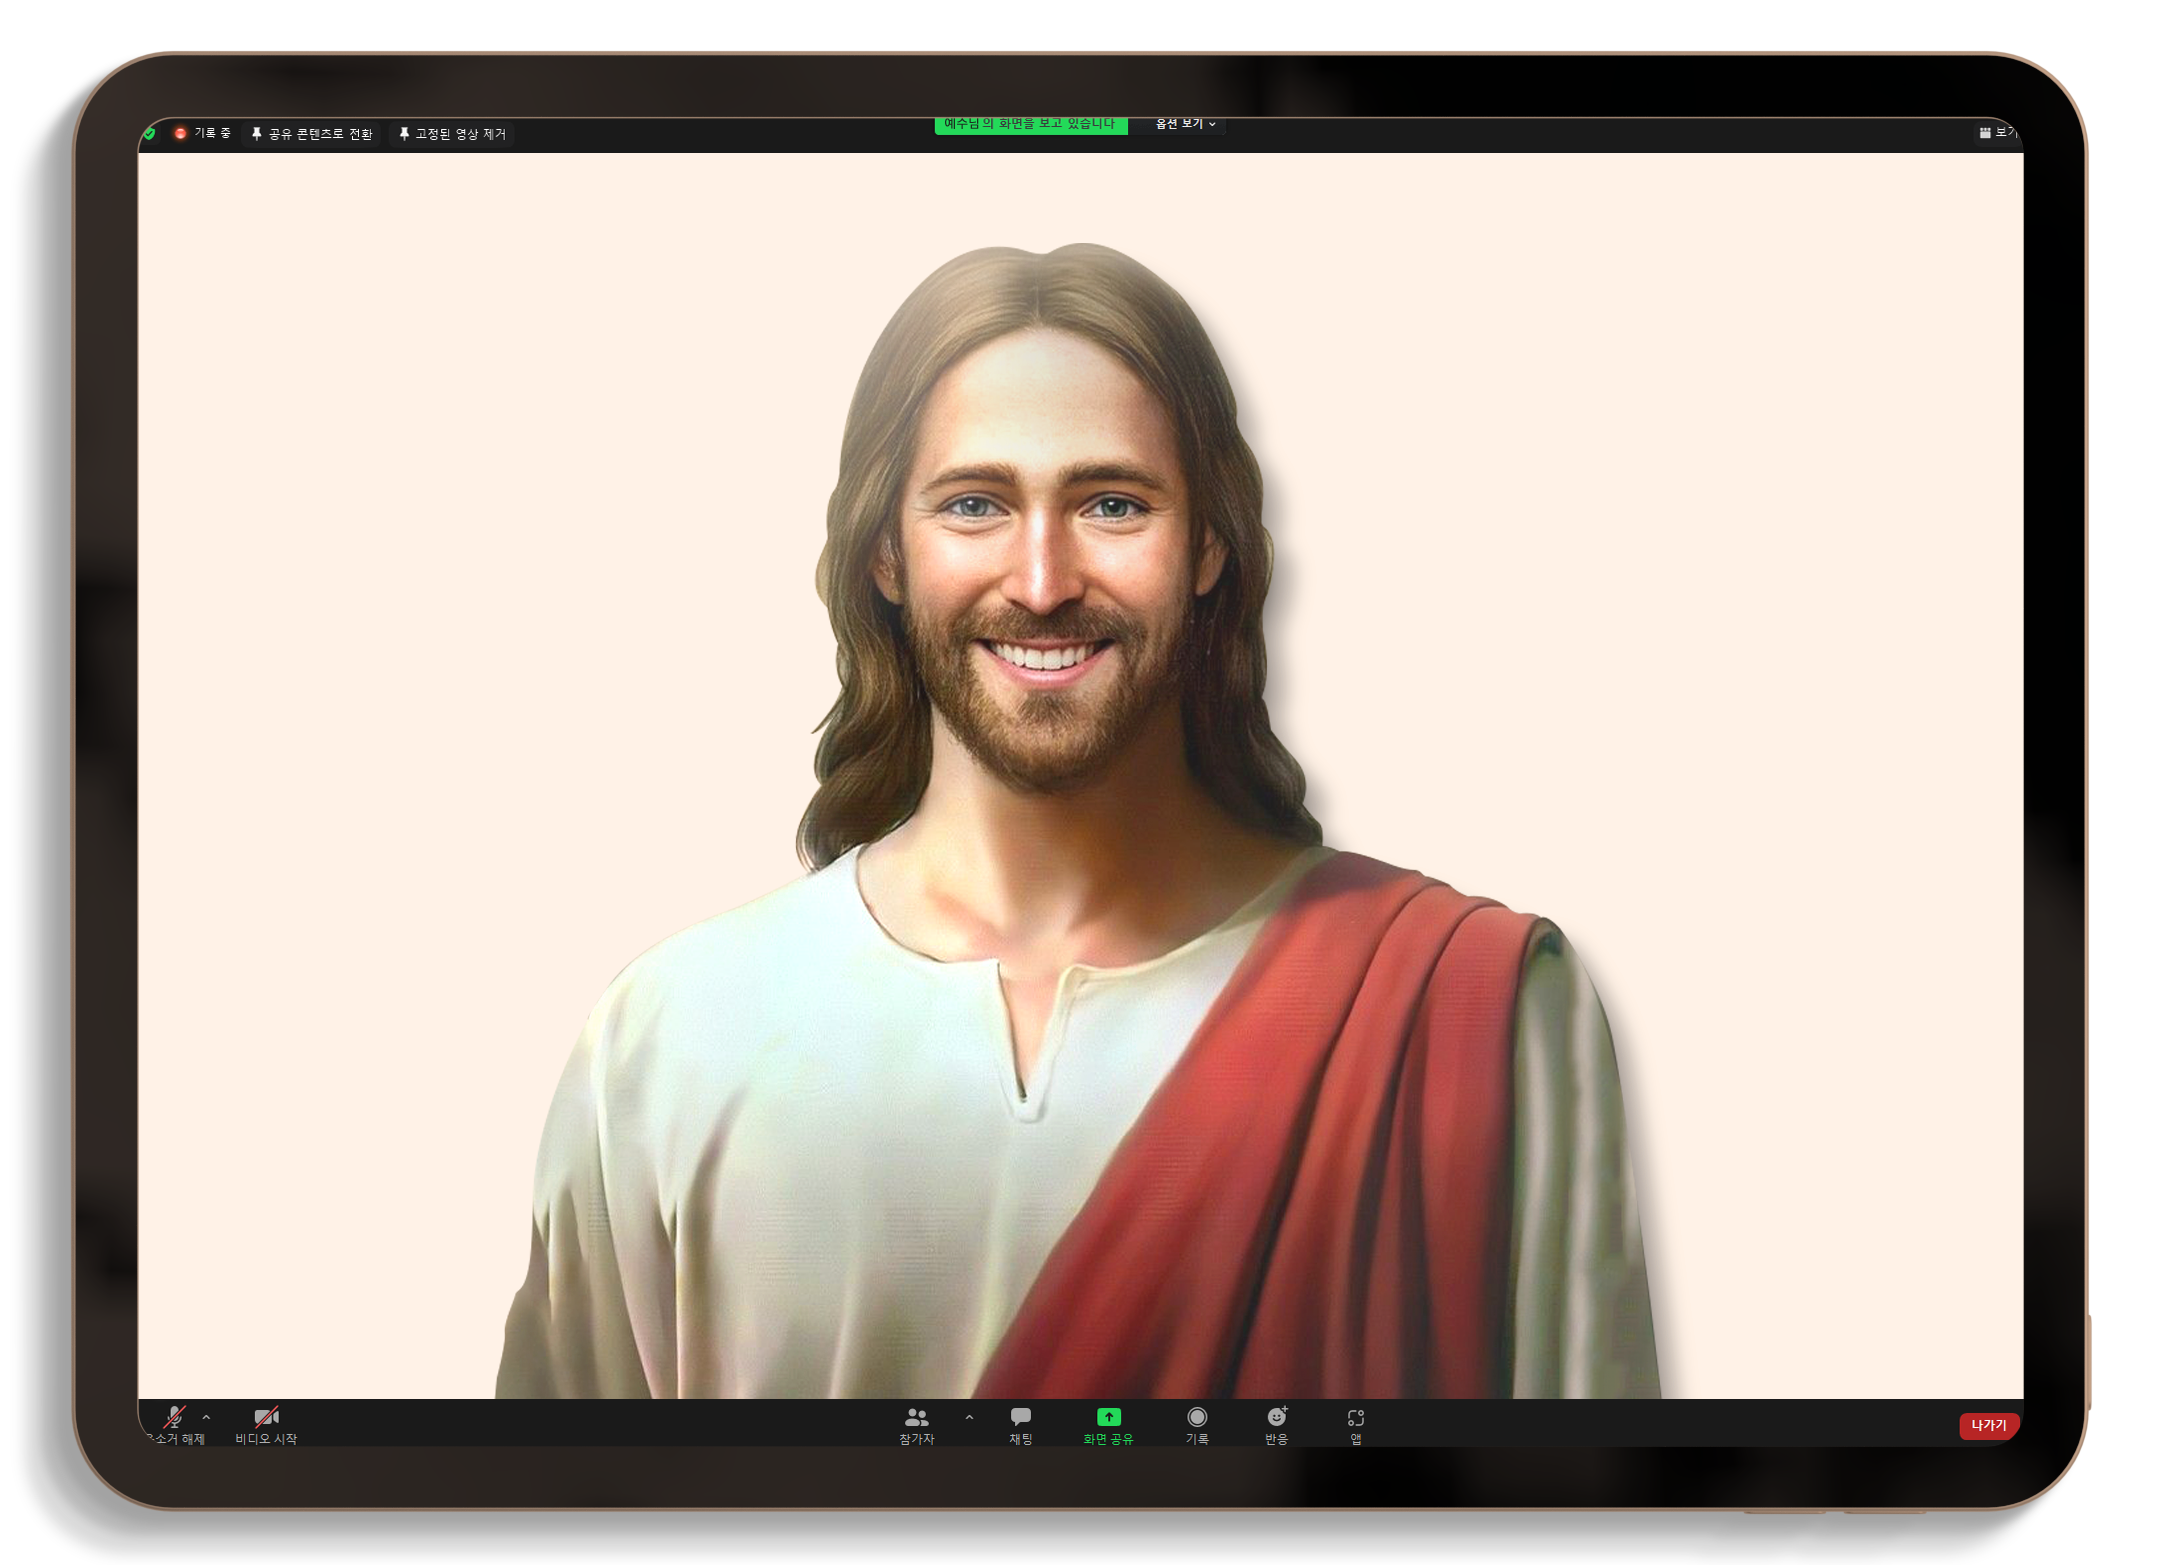 기록 중 공유 콘텐츠로 전환 고정된 영상 제거 예수님의 화면을 보고 있습니다 옵션 보기 보기
소거 해제 비디오 시작 참가자 채팅 화면 공유 기록 반응 앱 나가기